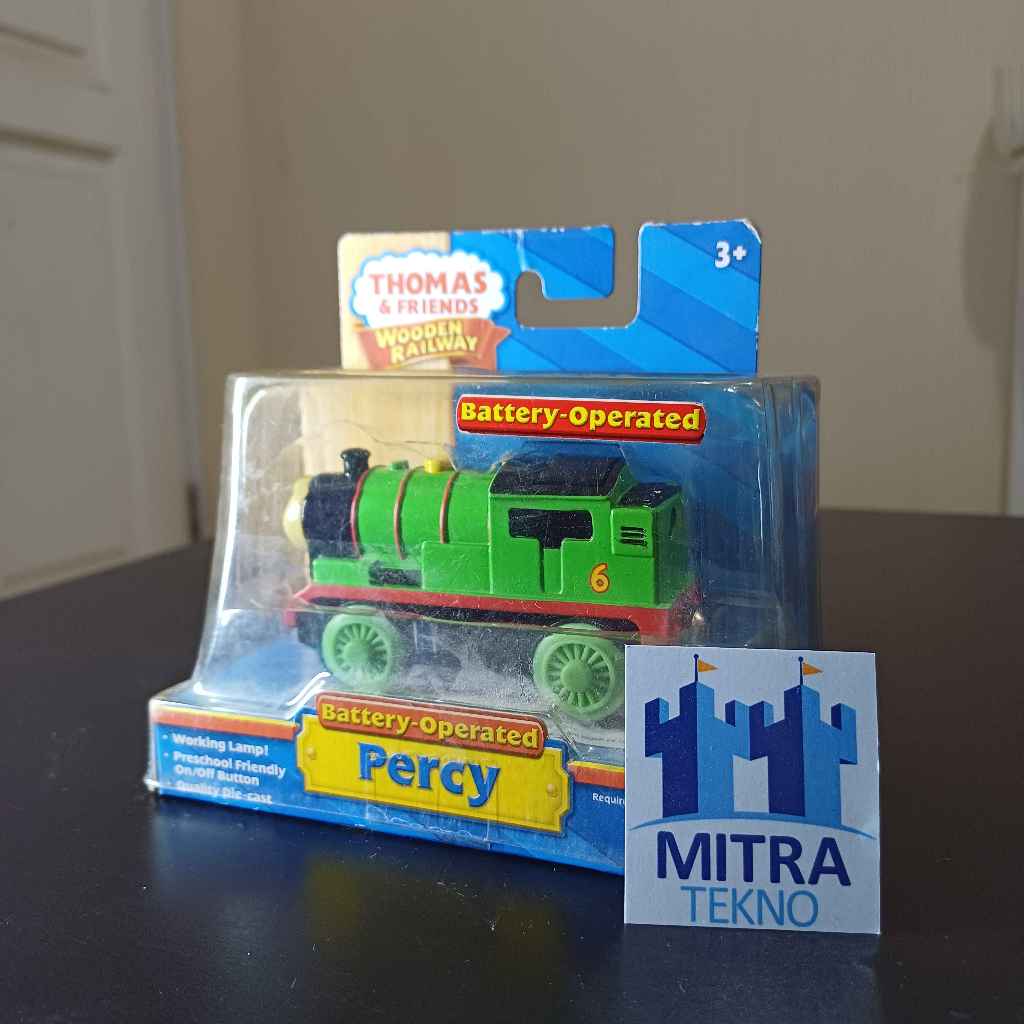 3+
THOMAS
& FRIENDS
WOODEN
RAILWAY
Battery-Operated
6
Battery-Operated
Percy
• Working Lamp!
• Preschool Friendly
On/Off Button
• Quality Die-cast
MITRA
TEKNO